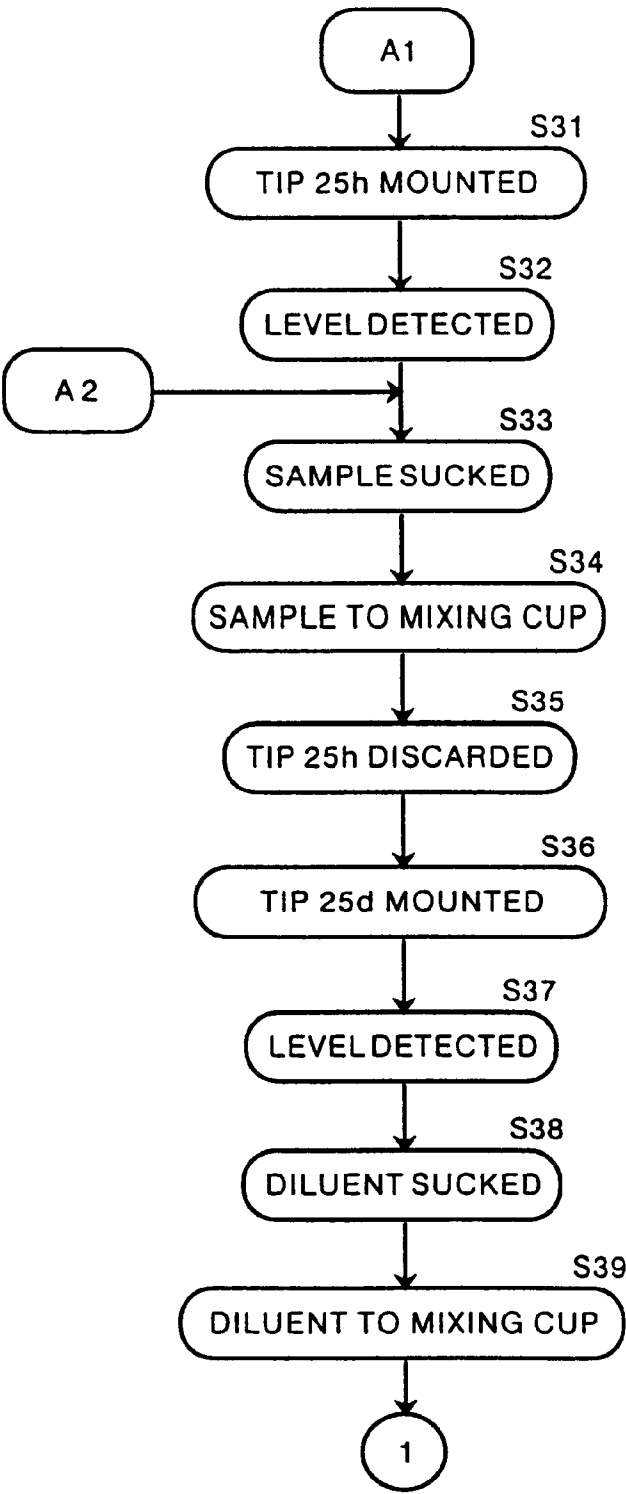 A1
S31
TIP 25h MOUNTED
S32
LEVEL DETECTED
A 2
S33
SAMPLE SUCKED
S34
SAMPLE TO MIXING CUP
S35
TIP 25h DISCARDED
S36
TIP 25d MOUNTED
S37
LEVEL DETECTED
S38
DILUENT SUCKED
S39
DILUENT TO MIXING CUP
1